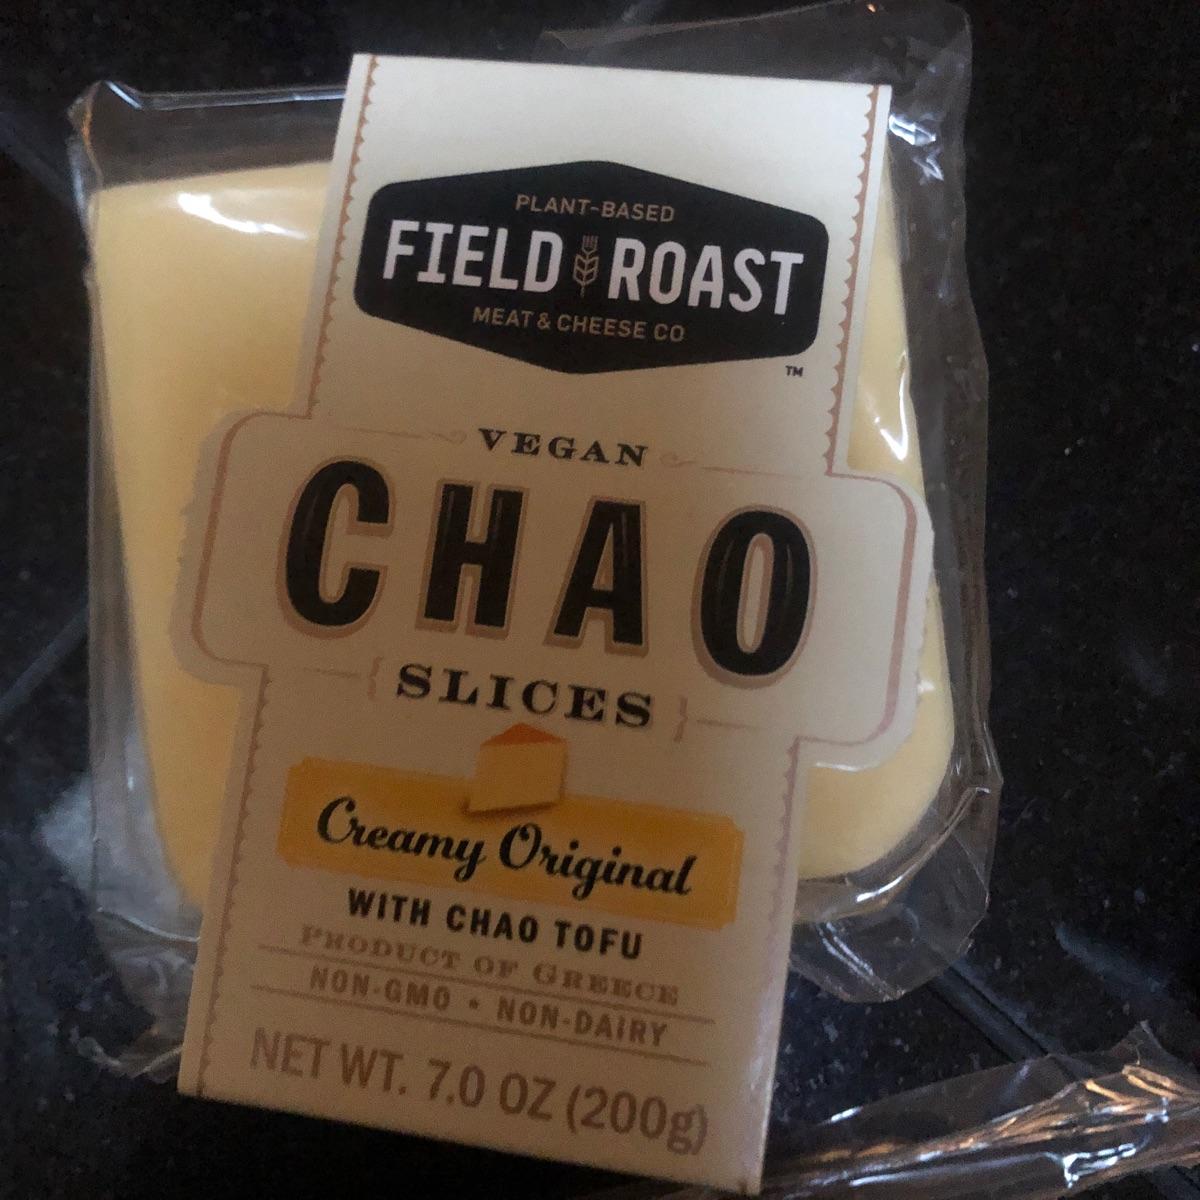 PLANT-BASED
FIELD ROAST
MEAT & CHEESE CO
TM
VEGAN
CHAO
SLICES
Creamy Original
WITH CHAO TOFU
PRODUCT OF GREECE
NON-GMO • NON-DAIRY
NET WT. 7.0 OZ (200g)